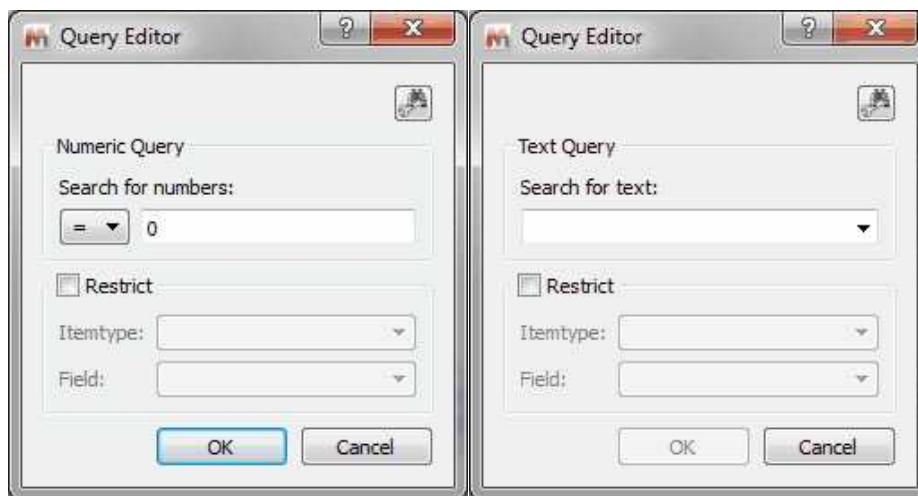 Query Editor
Numeric Query
Search for numbers:
= 0
Restrict
Itemtype:
Field:
OK Cancel
Query Editor
Text Query
Search for text:
Restrict
Itemtype:
Field:
OK Cancel